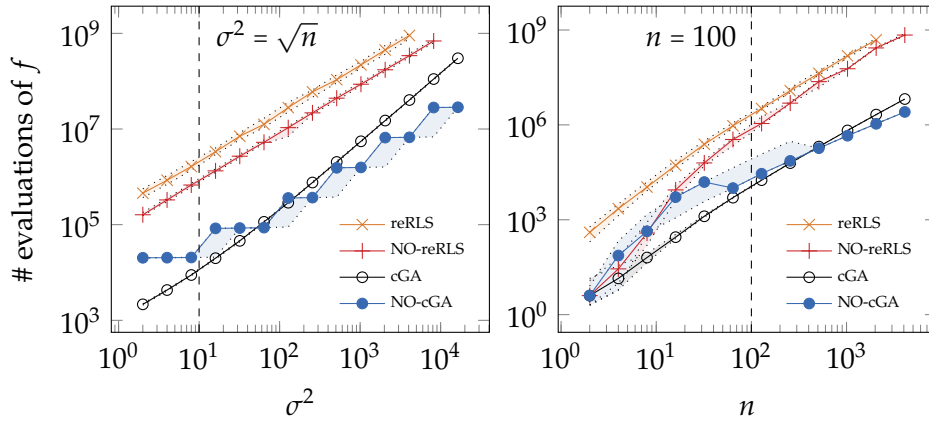 # evaluations of f
10⁹
10⁷
10⁵
10³
σ² = √n
reRLS
NO-reRLS
cGA
NO-cGA
10⁰ 10¹ 10² 10³ 10⁴
σ²
10⁹
10⁶
10³
10⁰
n = 100
reRLS
NO-reRLS
cGA
NO-cGA
10⁰ 10¹ 10² 10³
n